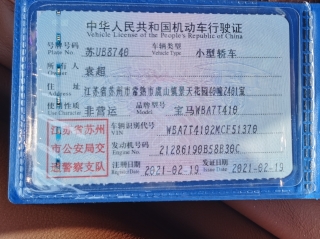 中华人民共和国机动车行驶证
Vehicle License of the People's Republic of China
号牌号码 Plate No. 苏UB8740 车辆类型 Vehicle Type 小型轿车
所有人 Owner 袁超
住址 Address 江苏省苏州市常熟市虞山镇景天花园40幢2401室
使用性质 Use Character 非营运 品牌型号 Model 宝马WBA7T410
江苏省苏州
市公安局交
通警察支队
车辆识别代号 VIN WBA7T4102MCF51370
发动机号码 Engine No. 21286190B58B30C
注册日期 Register Date 2021-02-19 发证日期 Issue Date 2021-02-19